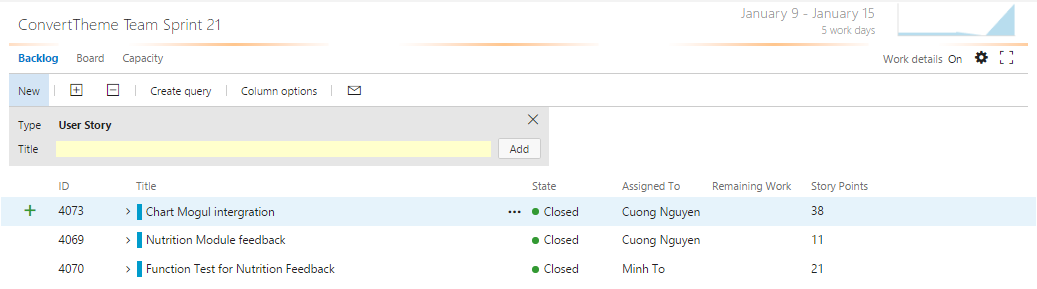 ConvertTheme Team Sprint 21
January 9 - January 15
5 work days
Backlog Board Capacity
Work details On
New Create query Column options
Type User Story
Title Add
ID Title State Assigned To Remaining Work Story Points
4073 Chart Mogul intergration ... Closed Cuong Nguyen 38
4069 Nutrition Module feedback Closed Cuong Nguyen 11
4070 Function Test for Nutrition Feedback Closed Minh To 21